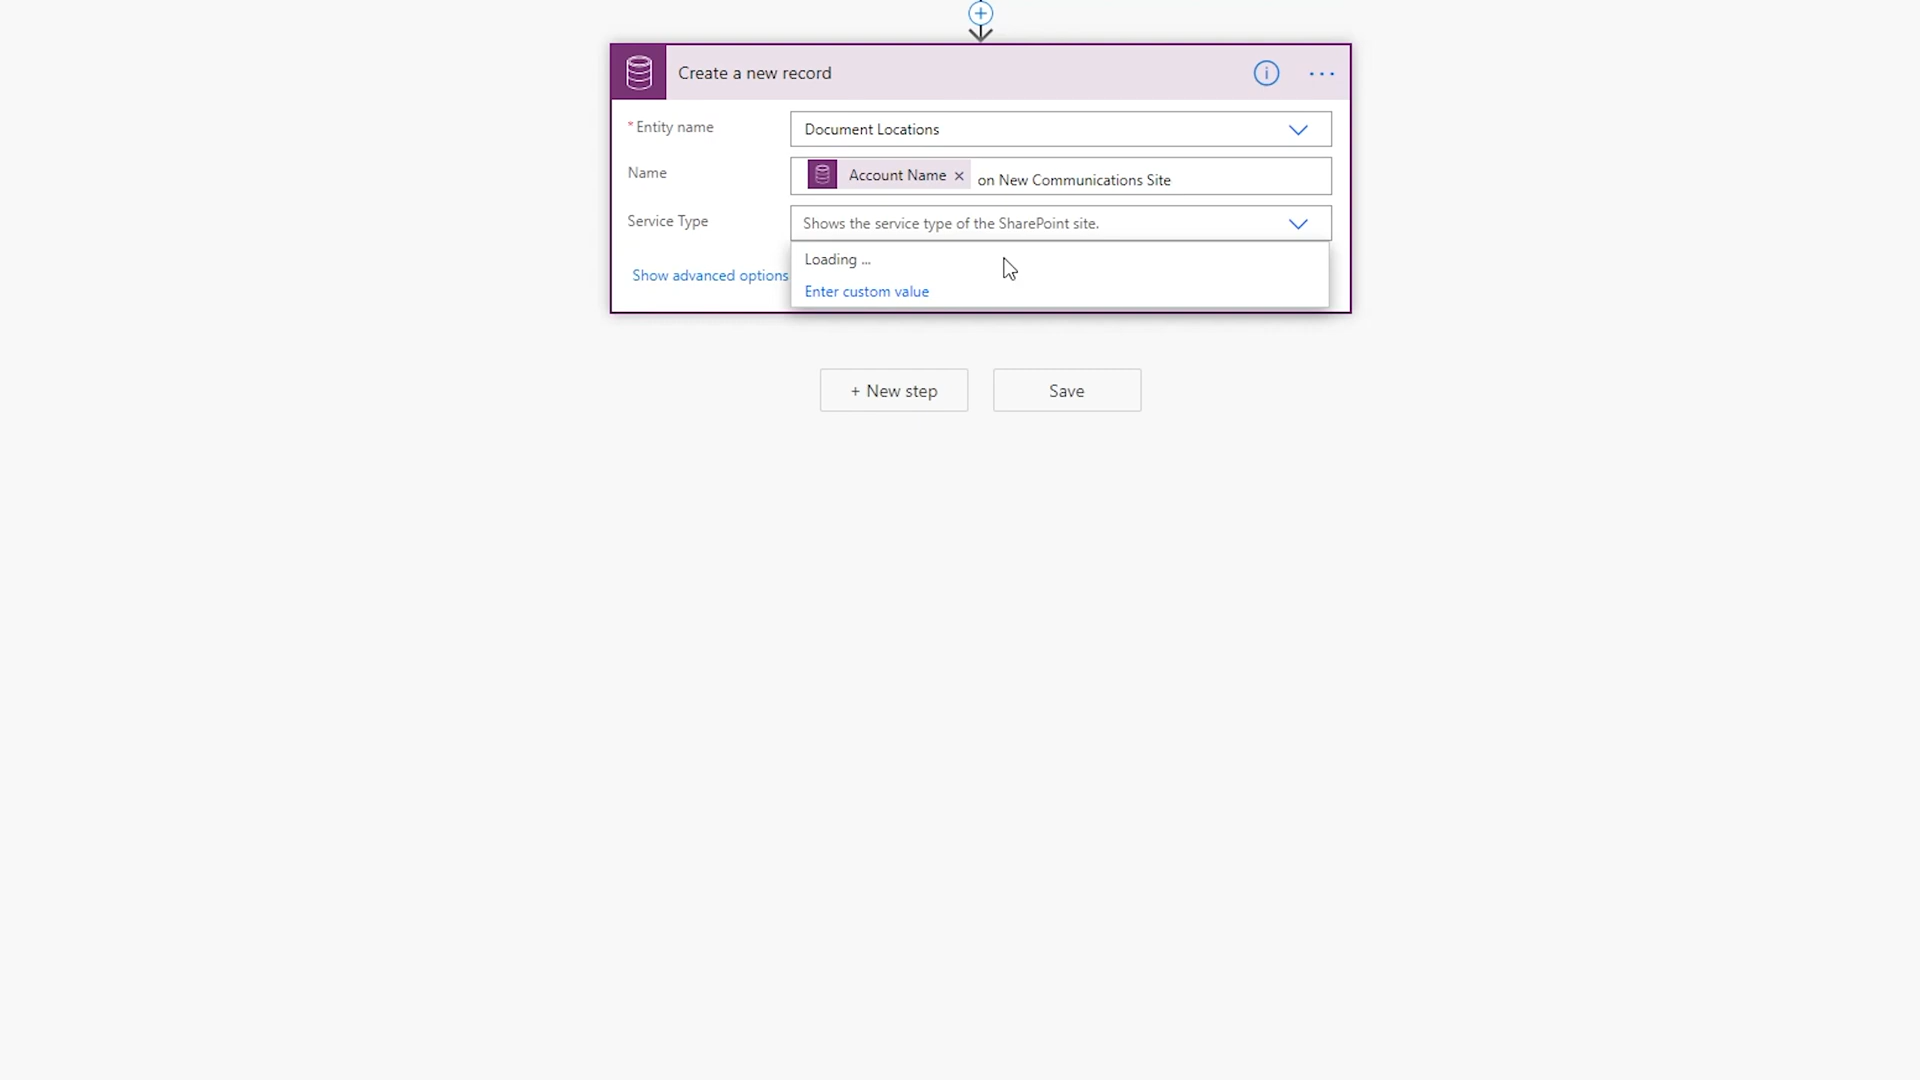 Create a new record
* Entity name
Document Locations
Name
Account Name × on New Communications Site
Service Type
Shows the service type of the SharePoint site.
Loading ...
Show advanced options
Enter custom value
+ New step
Save